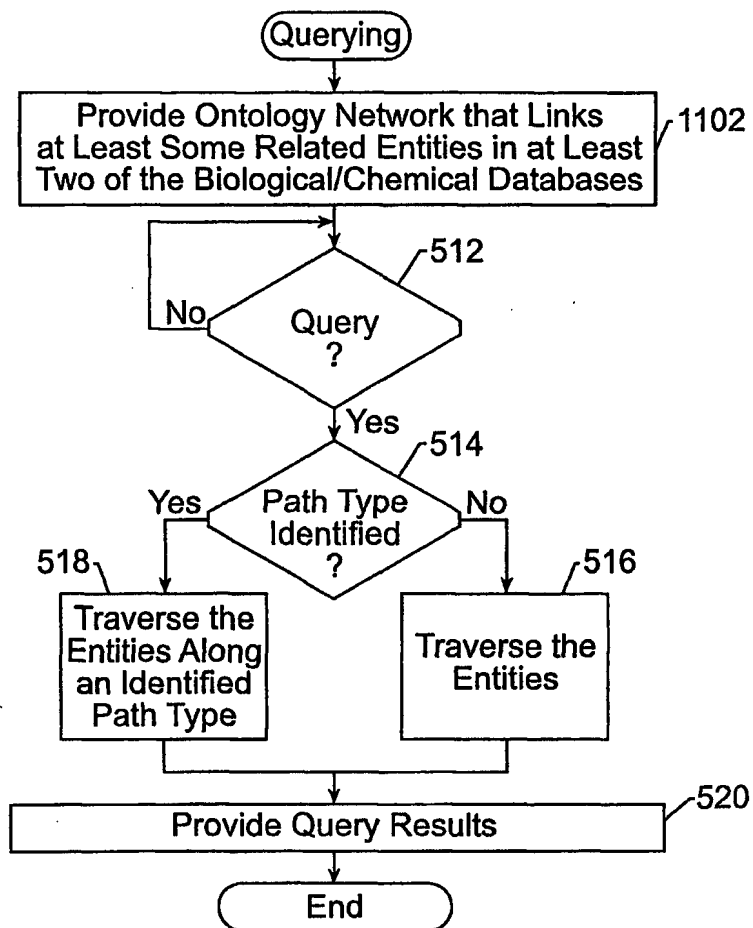 Querying
Provide Ontology Network that Links
at Least Some Related Entities in at Least
Two of the Biological/Chemical Databases
1102
512
No
Query
?
Yes
514
Yes
Path Type
Identified
?
No
518
516
Traverse the
Entities Along
an Identified
Path Type
Traverse the
Entities
520
Provide Query Results
End